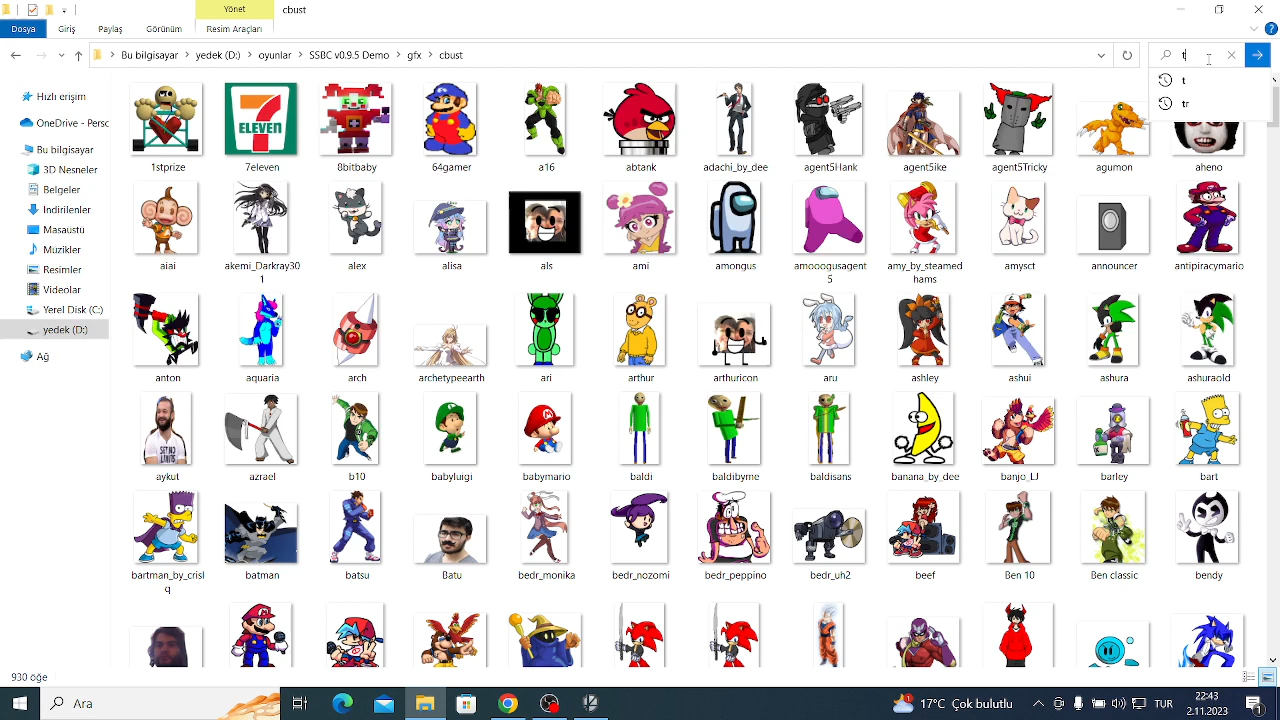 Yönet
cbust
Dosya
Giriş
Paylaş
Görünüm
Resim Araçları
Bu bilgisayar
yedek (D:)
oyunlar
SSBC v0.9.5 Demo
gfx
cbust
t
t
tr
Hızlı erişim
OneDrive - Persc
Bu bilgisayar
3D Nesneler
Belgeler
İndirilenler
Masaüstü
Müzikler
Resimler
Videolar
Yerel Disk (C:)
yedek (D:)
Ağ
7
ELEVEN
1stprize
7eleven
8bitbaby
64gamer
a16
abtank
adachi_by_dee
agent5Hank
agent5ike
agent5Tricky
agumon
aheno
aiai
akemi_Darkray30
1
alex
alisa
als
ami
amongus
amooogusagent
5
amy_by_steamed
hams
amysct
announcer
antipiracymario
anton
aquaria
arch
archetypeearth
ari
arthur
arthuricon
aru
ashley
ashui
ashura
ashuraold
aykut
azrael
b10
babyluigi
babymario
baldi
baldibyme
baldisans
banana_by_dee
banjo_LJ
barley
bart
bartman_by_cris
q
batman
batsu
Batu
bedr_monika
bedr_nozomi
bedr_peppino
bedr_uh2
beef
Ben 10
Ben classic
bendy
930 öğe
Ara
17°C Çok bulutlu
TUR
22:43
2.11.2023